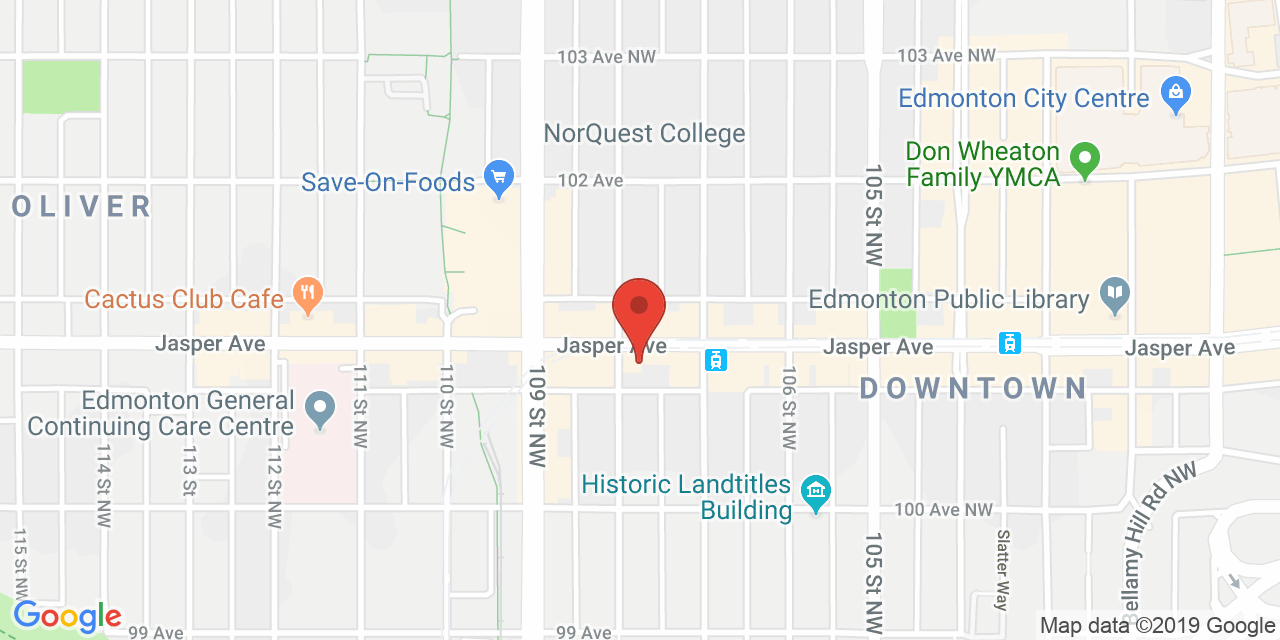 103 Ave NW
103 Ave NW
Edmonton City Centre
NorQuest College
Don Wheaton
Family YMCA
Save-On-Foods
102 Ave
OLIVER
105 St NW
Cactus Club Cafe
Edmonton Public Library
Jasper Ave
Jasper Ave
Jasper Ave
Jasper Ave
DOWNTOWN
Edmonton General
Continuing Care Centre
111 St NW
110 St NW
109 St NW
106 St NW
114 St NW
113 St
112 St NW
Historic Landtitles
Building
100 Ave NW
Bellamy Hill Rd NW
115 St NW
105 St NW
Slatter Way
Google
99 Ave
99 Ave
Map data ©2019 Google